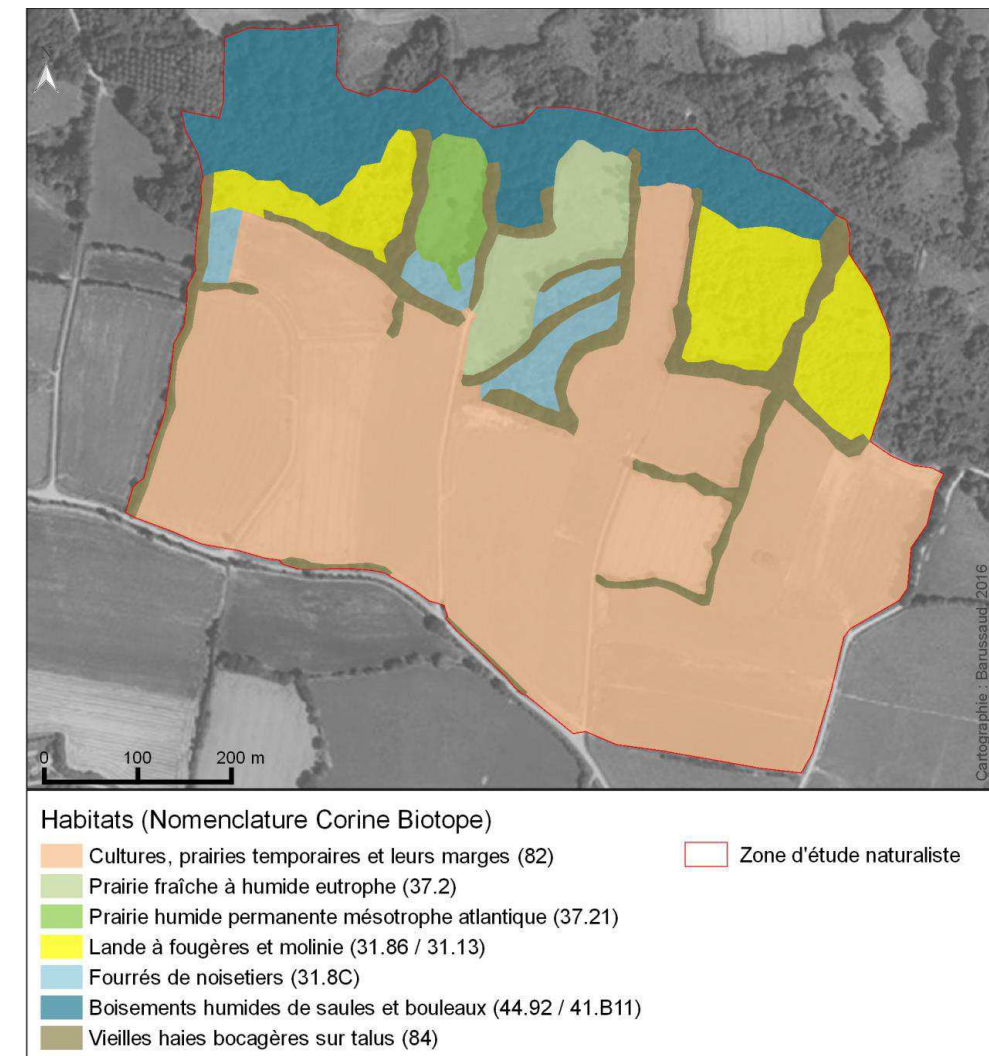 N
Cartographie : Barussaud, 2016
0 100 200 m
Habitats (Nomenclature Corine Biotope)
Cultures, prairies temporaires et leurs marges (82)
Zone d'étude naturaliste
Prairie fraîche à humide eutrophe (37.2)
Prairie humide permanente mésotrophe atlantique (37.21)
Lande à fougères et molinie (31.86 / 31.13)
Fourrés de noisetiers (31.8C)
Boisements humides de saules et bouleaux (44.92 / 41.B11)
Vieilles haies bocagères sur talus (84)